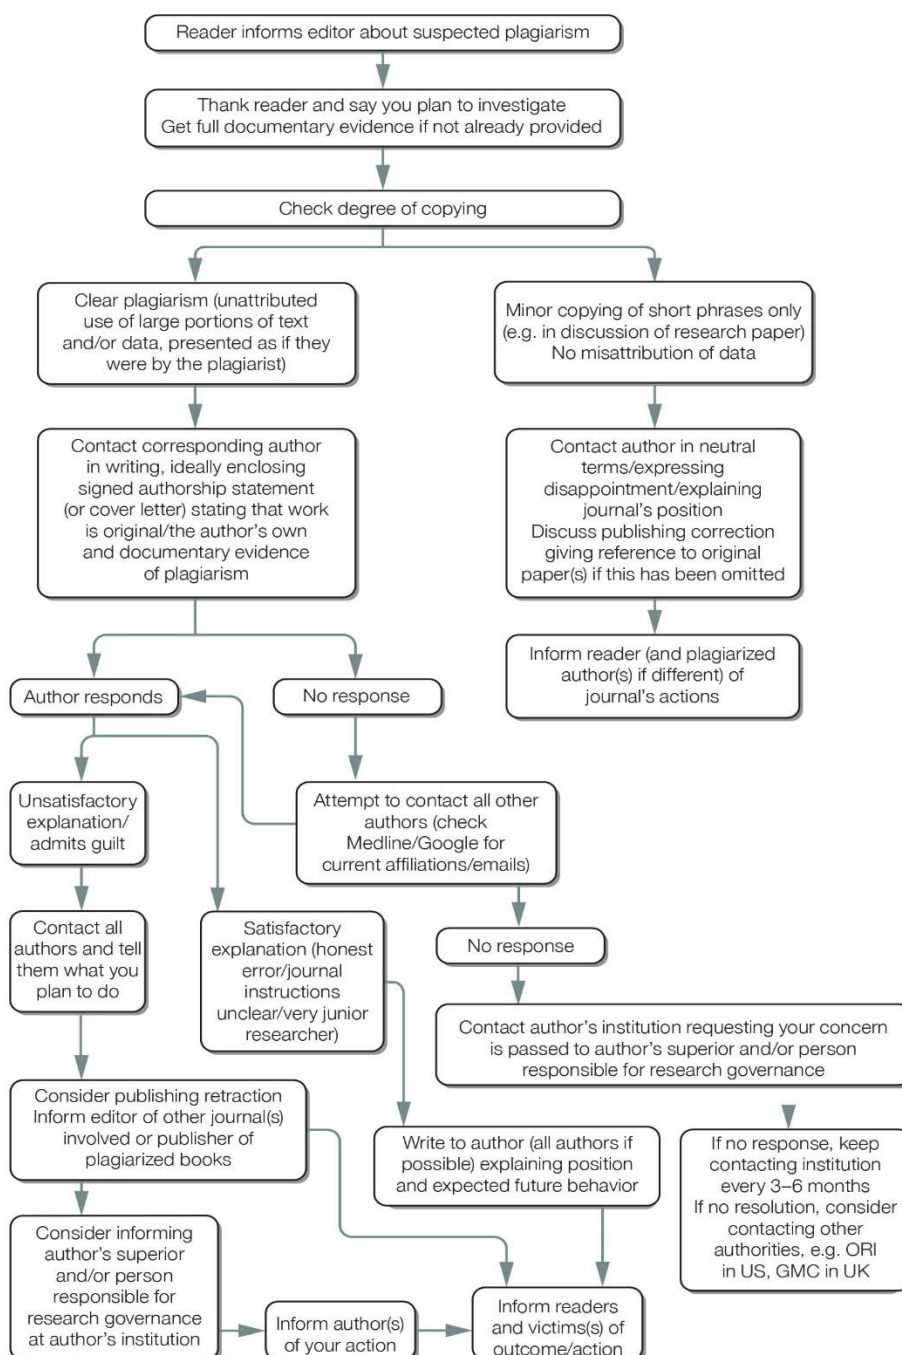 Reader informs editor about suspected plagiarism
Thank reader and say you plan to investigate
Get full documentary evidence if not already provided
Check degree of copying
Clear plagiarism (unattributed
use of large portions of text
and/or data, presented as if they
were by the plagiarist)
Minor copying of short phrases only
(e.g. in discussion of research paper)
No misattribution of data
Contact corresponding author
in writing, ideally enclosing
signed authorship statement
(or cover letter) stating that work
is original/the author's own
and documentary evidence
of plagiarism
Contact author in neutral
terms/expressing
disappointment/explaining
journal's position
Discuss publishing correction
giving reference to original
paper(s) if this has been omitted
Inform reader (and plagiarized
author(s) if different) of
journal's actions
Author responds
No response
Unsatisfactory
explanation/
admits guilt
Attempt to contact all other
authors (check
Medline/Google for
current affiliations/emails)
Contact all
authors and tell
them what you
plan to do
Satisfactory
explanation (honest
error/journal
instructions
unclear/very junior
researcher)
No response
Contact author's institution requesting your concern
is passed to author's superior and/or person
responsible for research governance
Consider publishing retraction
Inform editor of other journal(s)
involved or publisher of
plagiarized books
Write to author (all authors if
possible) explaining position
and expected future behavior
If no response, keep
contacting institution
every 3–6 months
If no resolution, consider
contacting other
authorities, e.g. ORI
in US, GMC in UK
Consider informing
author's superior
and/or person
responsible for
research governance
at author's institution
Inform author(s)
of your action
Inform readers
and victims(s) of
outcome/action